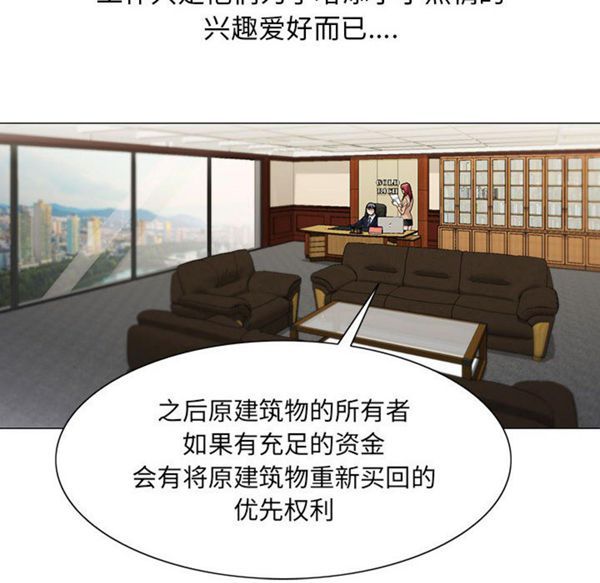 兴趣爱好而已....
GOLD
RICH
之后原建筑物的所有者
如果有充足的资金
会有将原建筑物重新买回的
优先权利